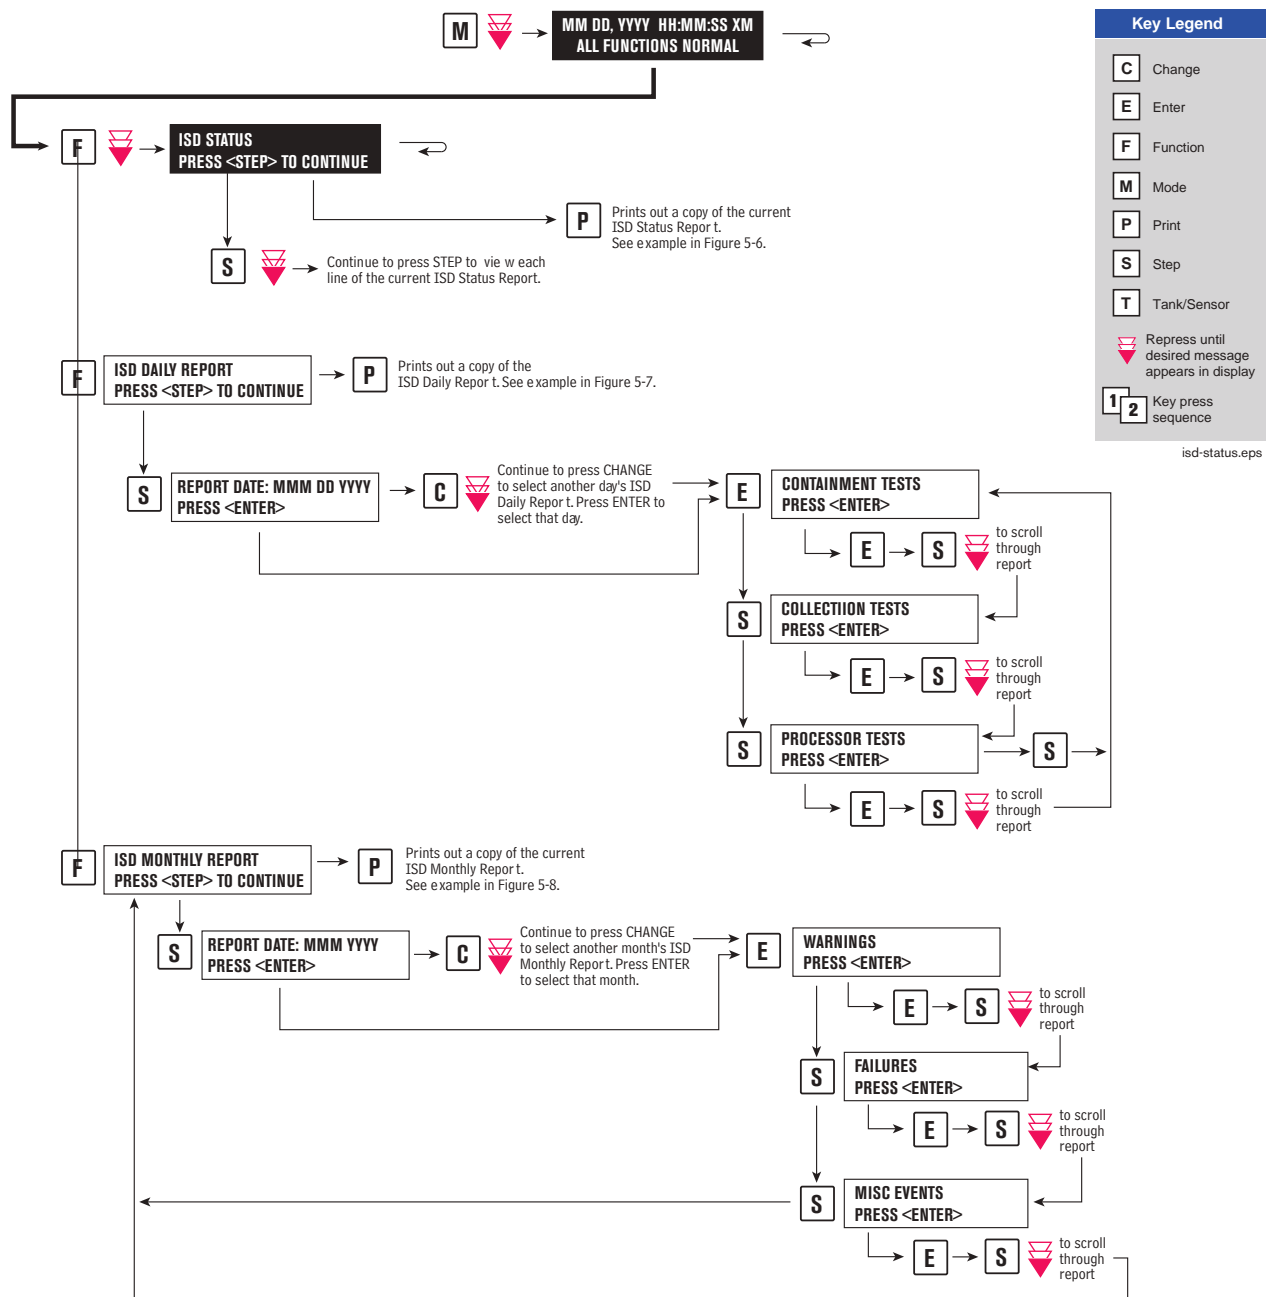 M
MM DD, YYYY HH:MM:SS XM
ALL FUNCTIONS NORMAL
Key Legend
C Change
E Enter
F Function
M Mode
P Print
S Step
T Tank/Sensor
Repress until
desired message
appears in display
1 2 Key press
sequence
isd-status.eps
F
ISD STATUS
PRESS <STEP> TO CONTINUE
P
Prints out a copy of the current
ISD Status Repor t.
See example in Figure 5-6.
S
Continue to press STEP to vie w each
line of the current ISD Status Report.
F
ISD DAILY REPORT
PRESS <STEP> TO CONTINUE
P
Prints out a copy of the
ISD Daily Repor t. See example in Figure 5-7.
S
REPORT DATE: MMM DD YYYY
PRESS <ENTER>
C
Continue to press CHANGE
to select another day's ISD
Daily Repor t. Press ENTER to
select that day.
E
CONTAINMENT TESTS
PRESS <ENTER>
E
S
to scroll
through
report
S
COLLECTIION TESTS
PRESS <ENTER>
E
S
to scroll
through
report
S
PROCESSOR TESTS
PRESS <ENTER>
S
E
S
to scroll
through
report
F
ISD MONTHLY REPORT
PRESS <STEP> TO CONTINUE
P
Prints out a copy of the current
ISD Monthly Repor t.
See example in Figure 5-8.
S
REPORT DATE: MMM YYYY
PRESS <ENTER>
C
Continue to press CHANGE
to select another month's ISD
Monthly Repor t. Press ENTER
to select that month.
E
WARNINGS
PRESS <ENTER>
E
S
to scroll
through
report
S
FAILURES
PRESS <ENTER>
E
S
to scroll
through
report
S
MISC EVENTS
PRESS <ENTER>
E
S
to scroll
through
report